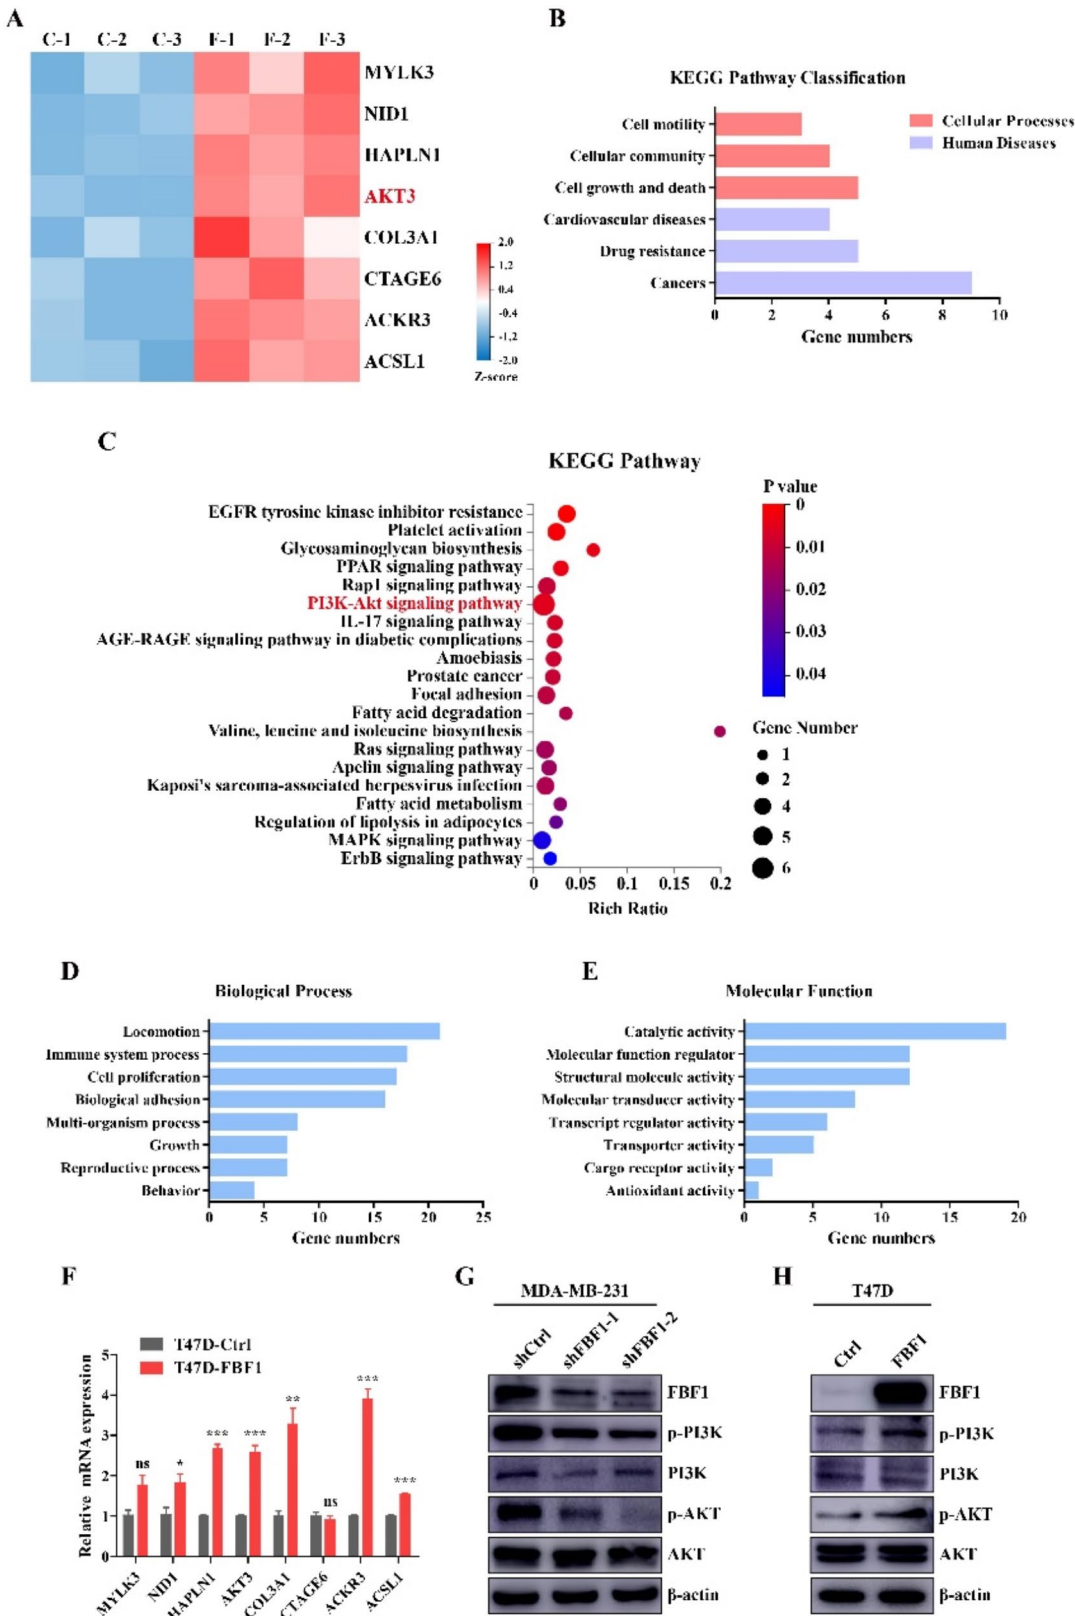 A
C-1 C-2 C-3 F-1 F-2 F-3
MYLK3
NID1
HAPLN1
AKT3
COL3A1
CTAGE6
ACKR3
ACSL1
2.0
1.2
0.4
-0.4
-1.2
-2.0
Z-score
B
KEGG Pathway Classification
Cell motility
Cellular community
Cell growth and death
Cardiovascular diseases
Drug resistance
Cancers
Cellular Processes
Human Diseases
0 2 4 6 8 10
Gene numbers
C
KEGG Pathway
EGFR tyrosine kinase inhibitor resistance
Platelet activation
Glycosaminoglycan biosynthesis
PPAR signaling pathway
Rap1 signaling pathway
PI3K-Akt signaling pathway
IL-17 signaling pathway
AGE-RAGE signaling pathway in diabetic complications
Amoebiasis
Prostate cancer
Focal adhesion
Fatty acid degradation
Valine, leucine and isoleucine biosynthesis
Ras signaling pathway
Apelin signaling pathway
Kaposi's sarcoma-associated herpesvirus infection
Fatty acid metabolism
Regulation of lipolysis in adipocytes
MAPK signaling pathway
ErbB signaling pathway
0 0.05 0.1 0.15 0.2
Rich Ratio
P value
0
0.01
0.02
0.03
0.04
Gene Number
1
2
4
5
6
D
Biological Process
Locomotion
Immune system process
Cell proliferation
Biological adhesion
Multi-organism process
Growth
Reproductive process
Behavior
0 5 10 15 20 25
Gene numbers
E
Molecular Function
Catalytic activity
Molecular function regulator
Structural molecule activity
Molecular transducer activity
Transcript regulator activity
Transporter activity
Cargo receptor activity
Antioxidant activity
0 5 10 15 20
Gene numbers
F
T47D-Ctrl
T47D-FBF1
Relative mRNA expression
5
4
3
2
1
0
ns * *** *** ** ns *** ***
MYLK3 NID1 HAPLN1 AKT3 COL3A1 CTAGE6 ACKR3 ACSL1
G
MDA-MB-231
shCtrl shFBF1-1 shFBF1-2
FBF1
p-PI3K
PI3K
p-AKT
AKT
β-actin
H
T47D
Ctrl FBF1
FBF1
p-PI3K
PI3K
p-AKT
AKT
β-actin